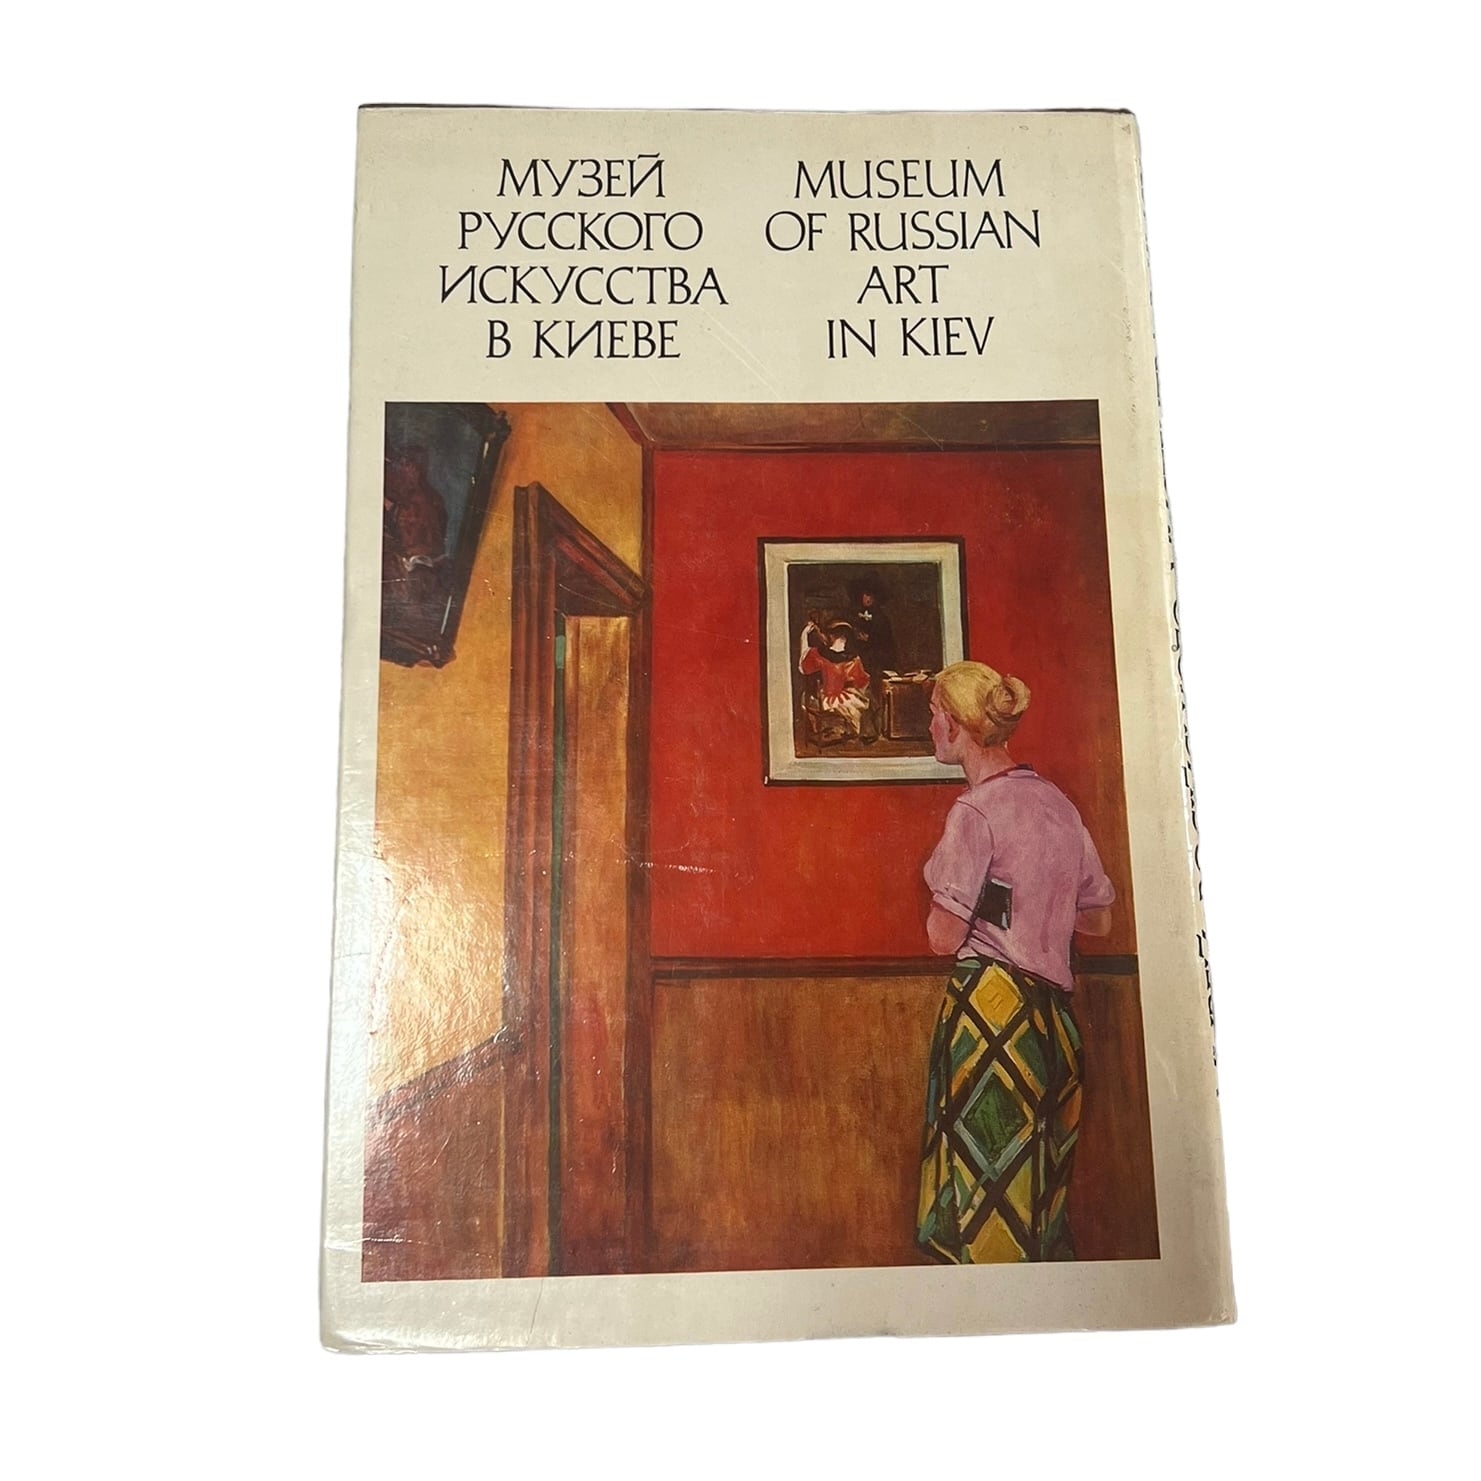 МУЗЕЙ
РУССКОГО
ИСКУССТВА
В КИЕВЕ
MUSEUM
OF RUSSIAN
ART
IN KIEV